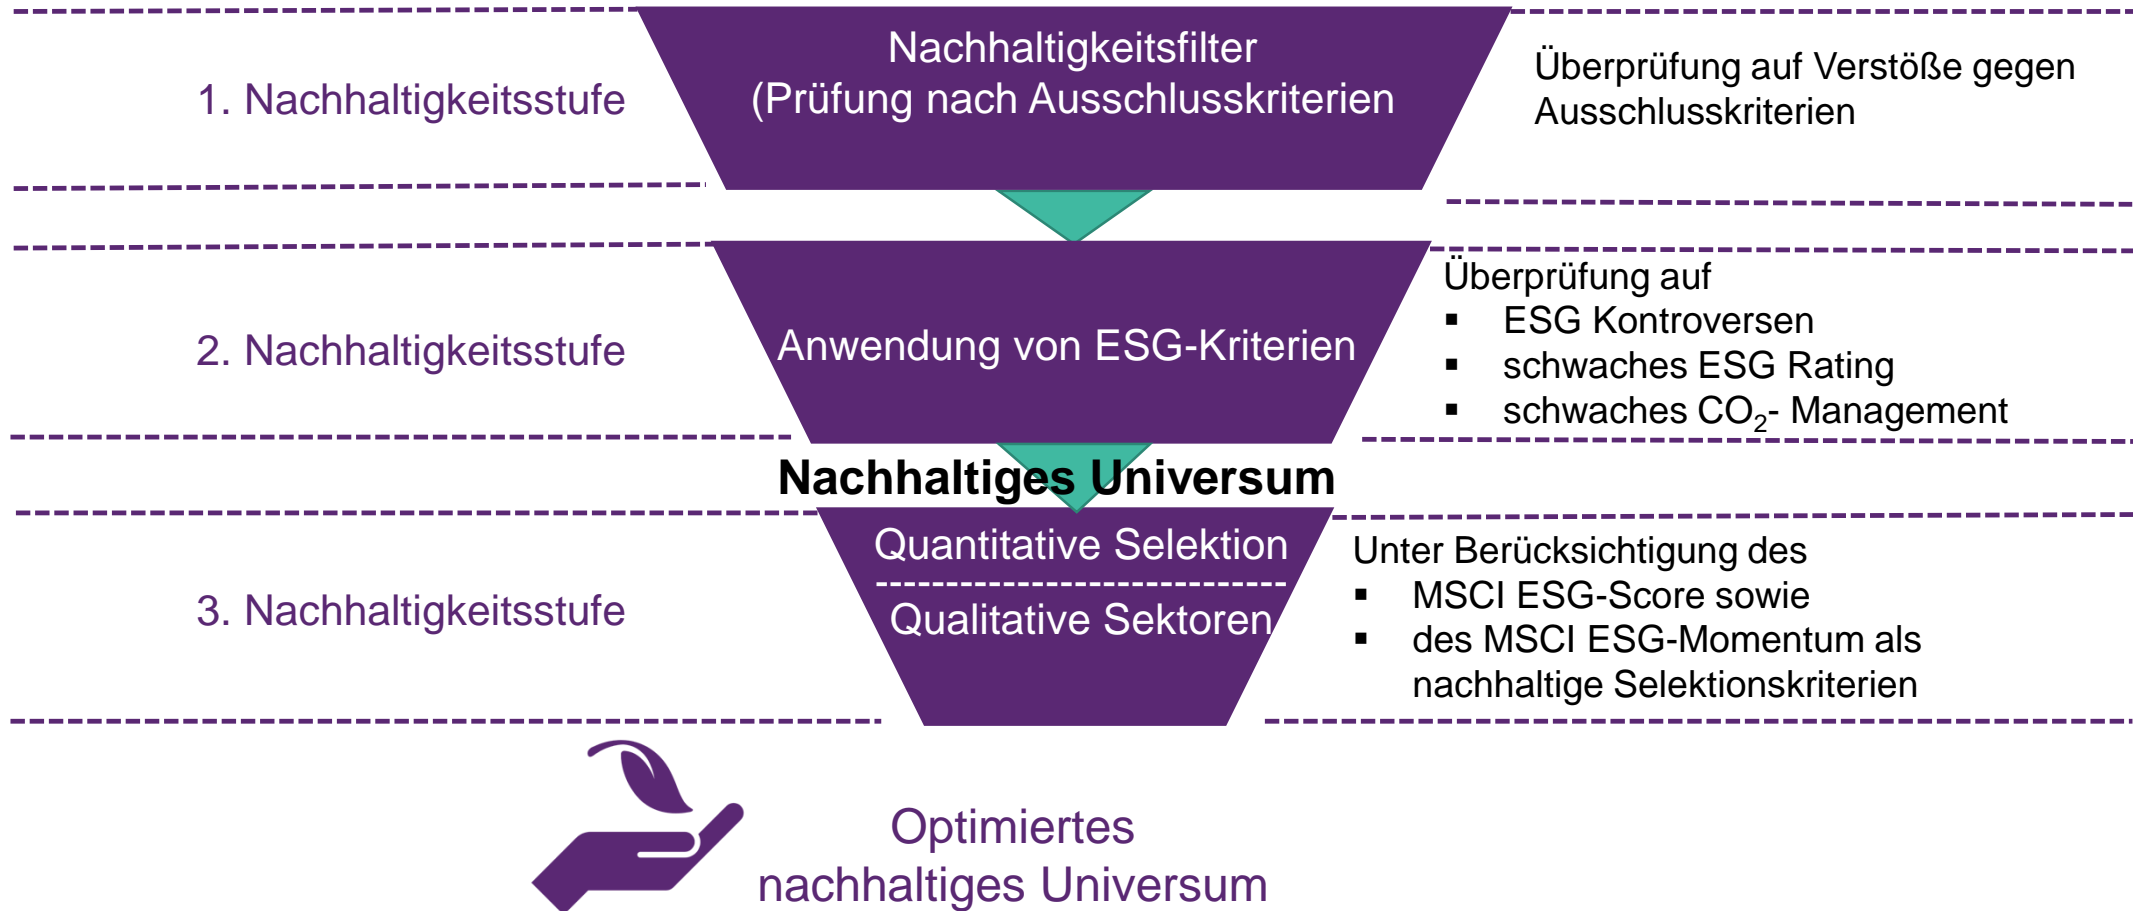 1. Nachhaltigkeitsstufe
Nachhaltigkeitsfilter
(Prüfung nach Ausschlusskriterien
Überprüfung auf Verstöße gegen
Ausschlusskriterien
2. Nachhaltigkeitsstufe
Anwendung von ESG-Kriterien
Überprüfung auf
▪ ESG Kontroversen
▪ schwaches ESG Rating
▪ schwaches CO₂- Management
Nachhaltiges Universum
3. Nachhaltigkeitsstufe
Quantitative Selektion
Qualitative Sektoren
Unter Berücksichtigung des
▪ MSCI ESG-Score sowie
▪ des MSCI ESG-Momentum als
nachhaltige Selektionskriterien
Optimiertes
nachhaltiges Universum